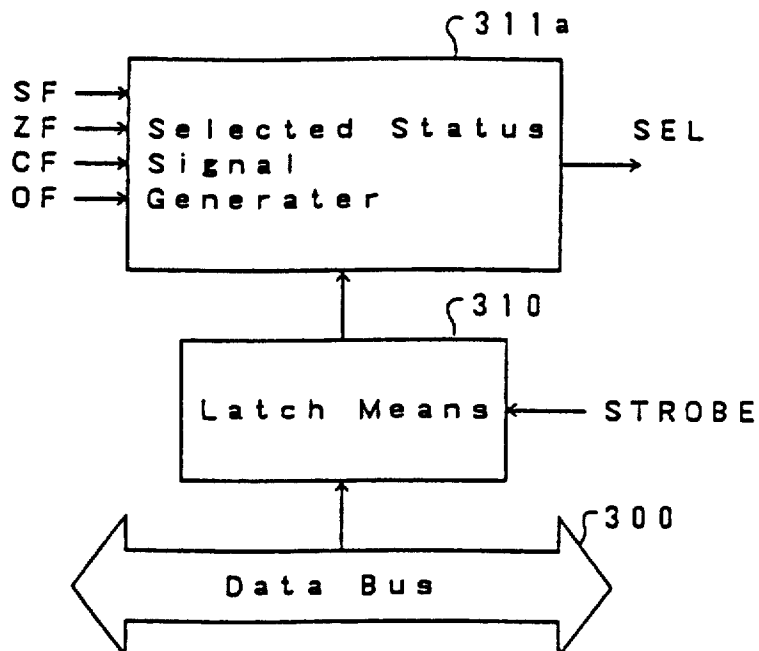 311a
SF
ZF
CF
OF
Selected Status
Signal
Generater
SEL
310
Latch Means
STROBE
300
Data Bus